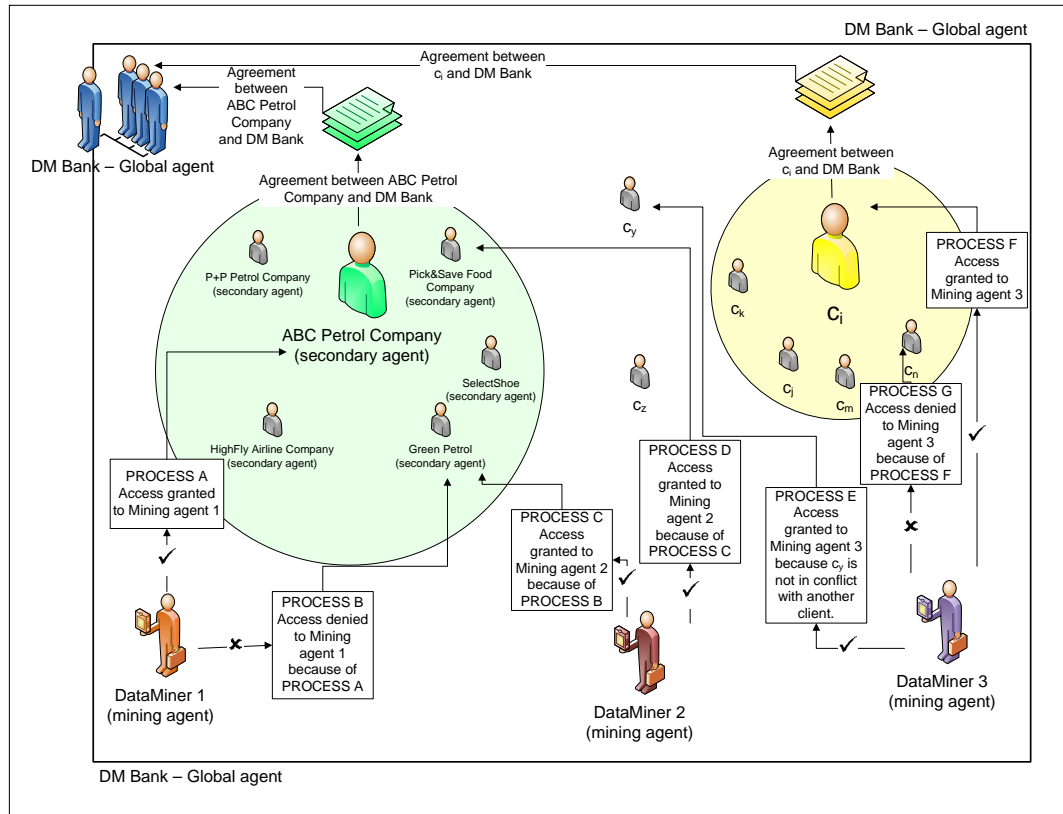 DM Bank – Global agent
Agreement between
ci and DM Bank
Agreement
between
ABC Petrol
Company
and DM Bank
DM Bank – Global agent
Agreement between ABC Petrol
Company and DM Bank
Agreement between
ci and DM Bank
cy
P+P Petrol Company
(secondary agent)
Pick&Save Food
Company
(secondary agent)
ABC Petrol Company
(secondary agent)
SelectShoe
(secondary agent)
HighFly Airline Company
(secondary agent)
Green Petrol
(secondary agent)
cz
ck
ci
cj
cm
cn
PROCESS F
Access
granted to
Mining agent 3
PROCESS G
Access denied
to Mining
agent 3
because of
PROCESS F
PROCESS A
Access granted
to Mining agent 1
PROCESS B
Access denied
to Mining
agent 1
because of
PROCESS A
PROCESS C
Access
granted to
Mining agent 2
because of
PROCESS B
PROCESS D
Access
granted to
Mining
agent 2
because of
PROCESS C
PROCESS E
Access
granted to
Mining agent 3
because cy is
not in conflict
with another
client.
DataMiner 1
(mining agent)
DataMiner 2
(mining agent)
DataMiner 3
(mining agent)
DM Bank – Global agent